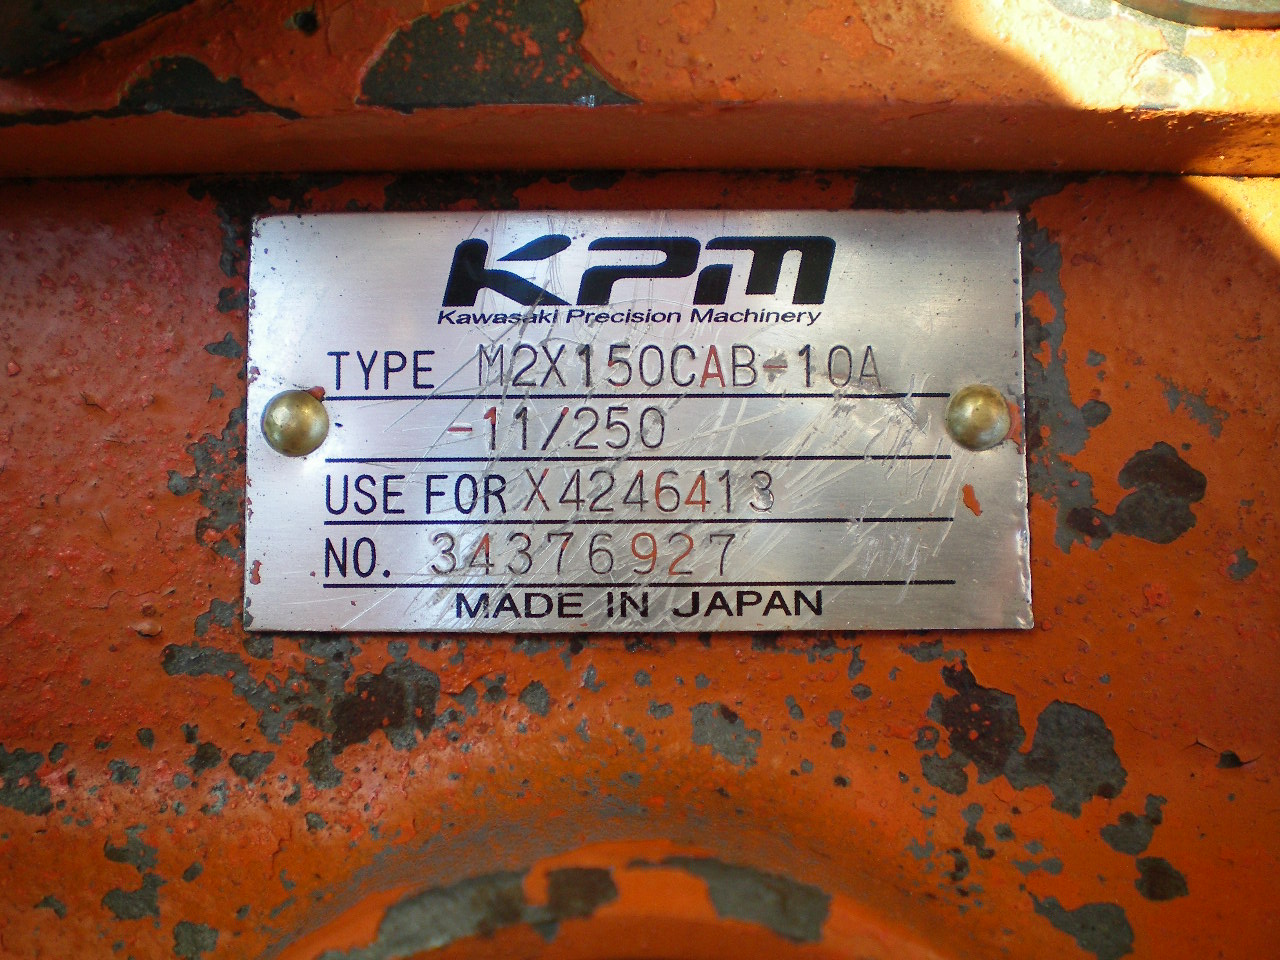 KPM
Kawasaki Precision Machinery
TYPE M2X150CAB-10A
-11/250
USE FOR X4246413
NO. 34376927
MADE IN JAPAN